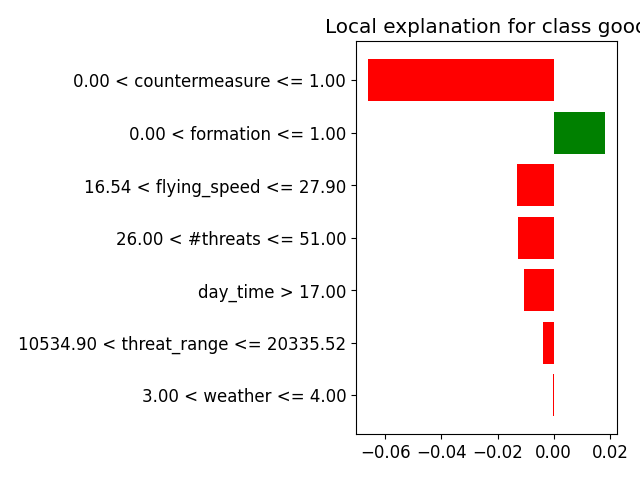 Local explanation for class good
0.00 < countermeasure <= 1.00
0.00 < formation <= 1.00
16.54 < flying_speed <= 27.90
26.00 < #threats <= 51.00
day_time > 17.00
10534.90 < threat_range <= 20335.52
3.00 < weather <= 4.00
−0.06 −0.04 −0.02 0.00 0.02